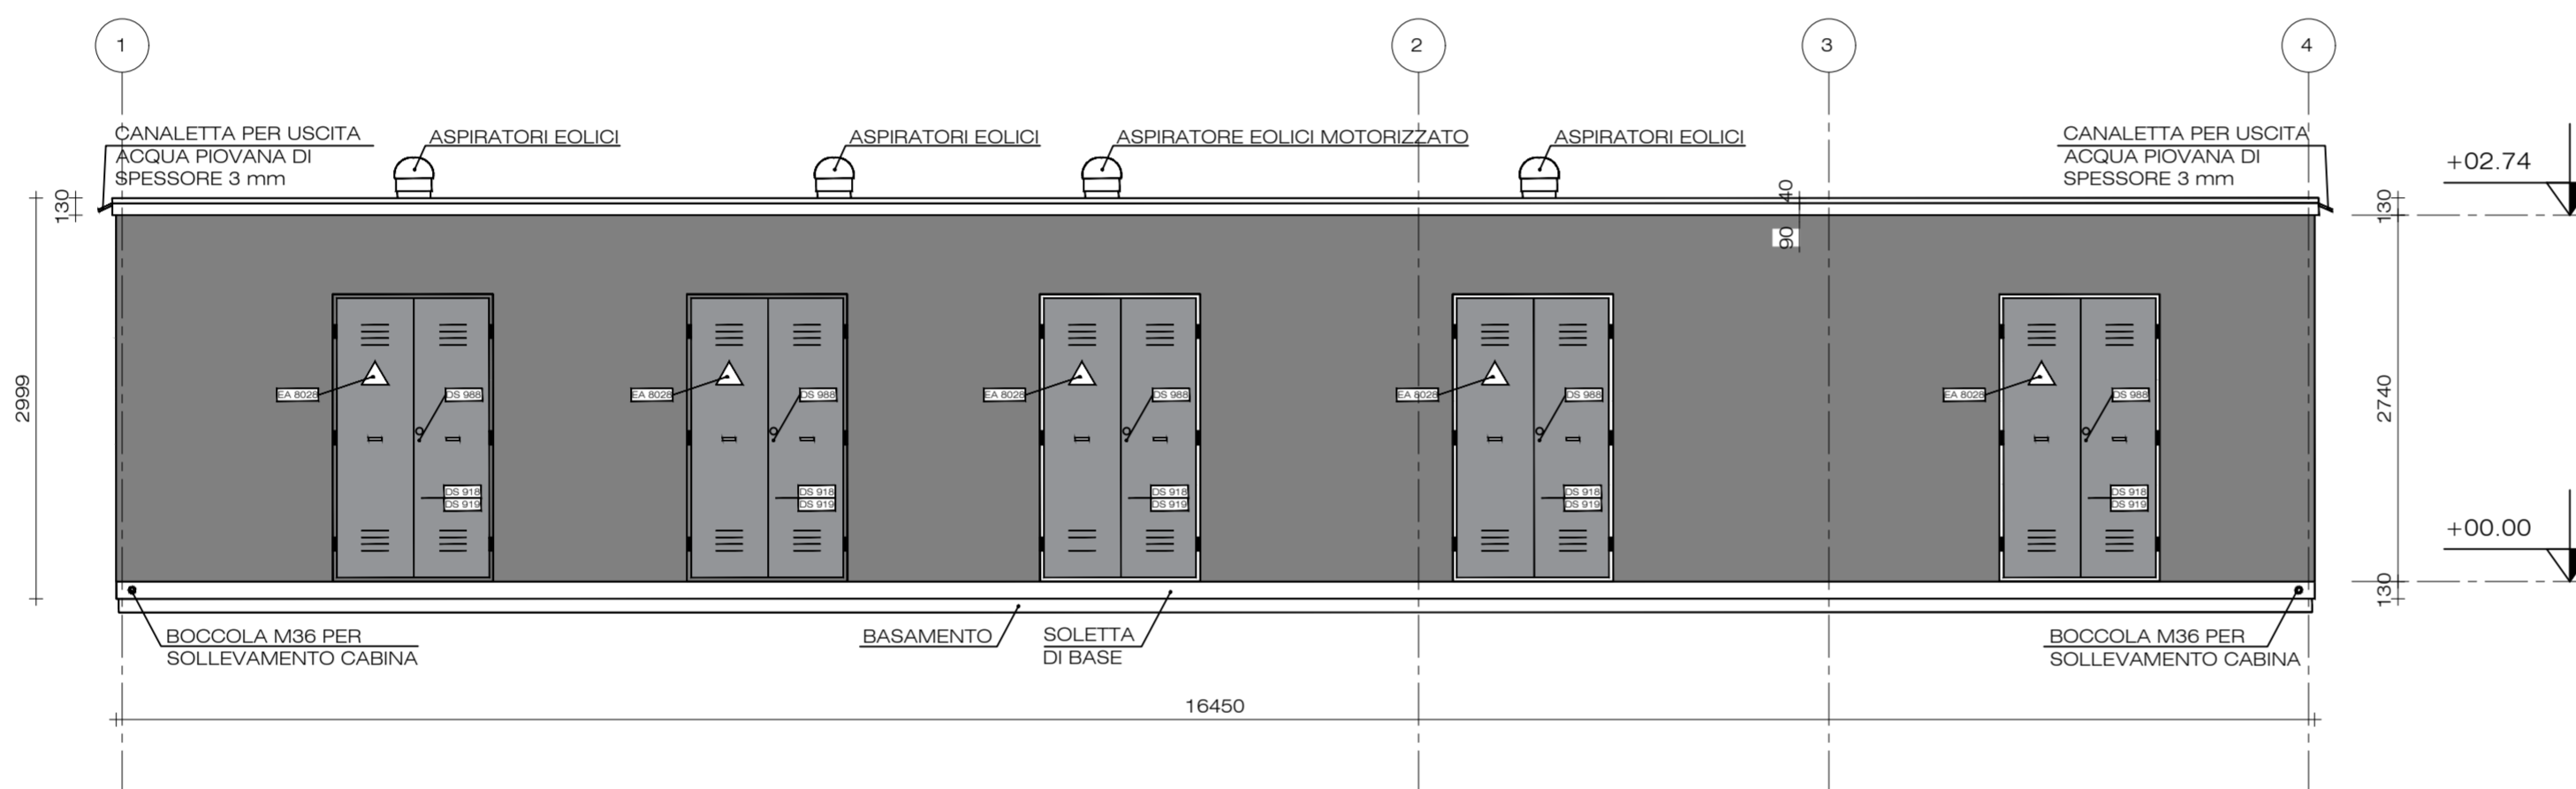 1
2
3
4
CANALETTA PER USCITA
ACQUA PIOVANA DI
SPESSORE 3 mm
ASPIRATORI EOLICI
ASPIRATORI EOLICI
ASPIRATORE EOLICI MOTORIZZATO
ASPIRATORI EOLICI
CANALETTA PER USCITA
ACQUA PIOVANA DI
SPESSORE 3 mm
+02.74
130
40
90
130
2999
2740
EA 8028
DS 988
DS 918
DS 919
EA 8028
DS 988
DS 918
DS 919
EA 8028
DS 988
DS 918
DS 919
EA 8028
DS 988
DS 918
DS 919
EA 8028
DS 988
DS 918
DS 919
+00.00
130
BOCCOLA M36 PER
SOLLEVAMENTO CABINA
BASAMENTO
SOLETTA
DI BASE
BOCCOLA M36 PER
SOLLEVAMENTO CABINA
16450